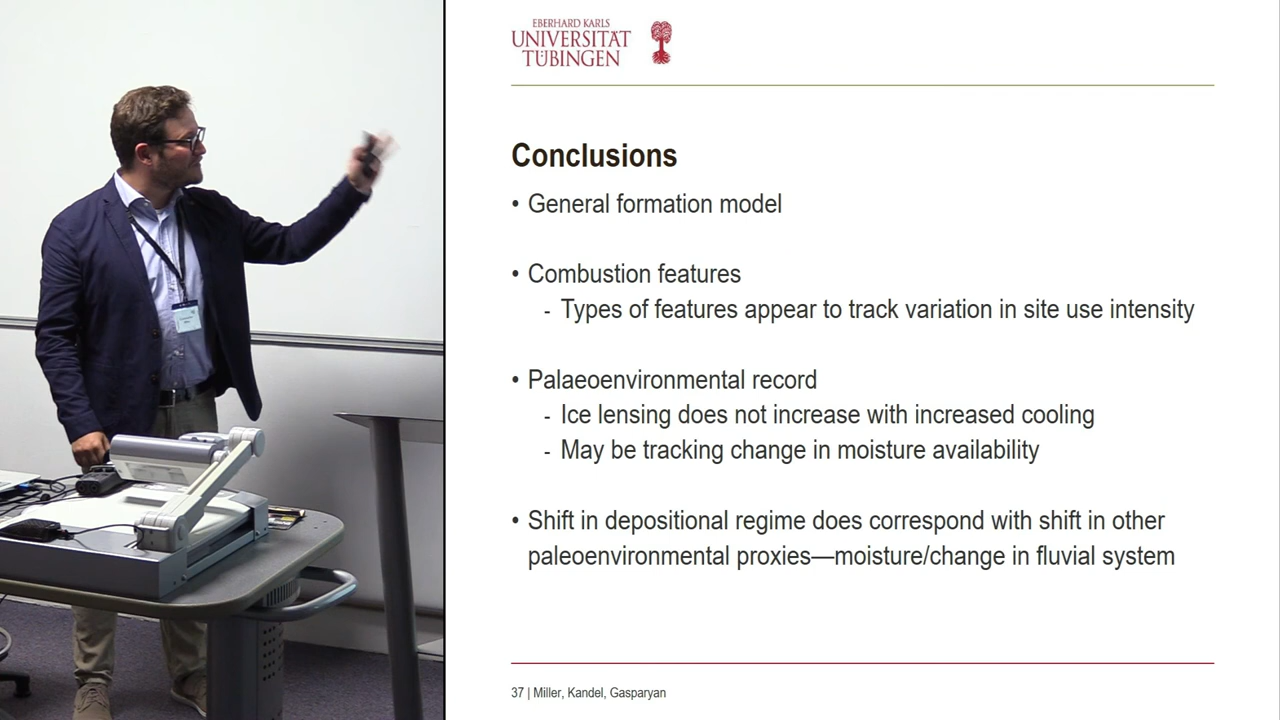 EBERHARD KARLS
UNIVERSITÄT
TÜBINGEN
Conclusions
• General formation model
• Combustion features
- Types of features appear to track variation in site use intensity
• Palaeoenvironmental record
- Ice lensing does not increase with increased cooling
- May be tracking change in moisture availability
• Shift in depositional regime does correspond with shift in other
paleoenvironmental proxies—moisture/change in fluvial system
37 | Miller, Kandel, Gasparyan